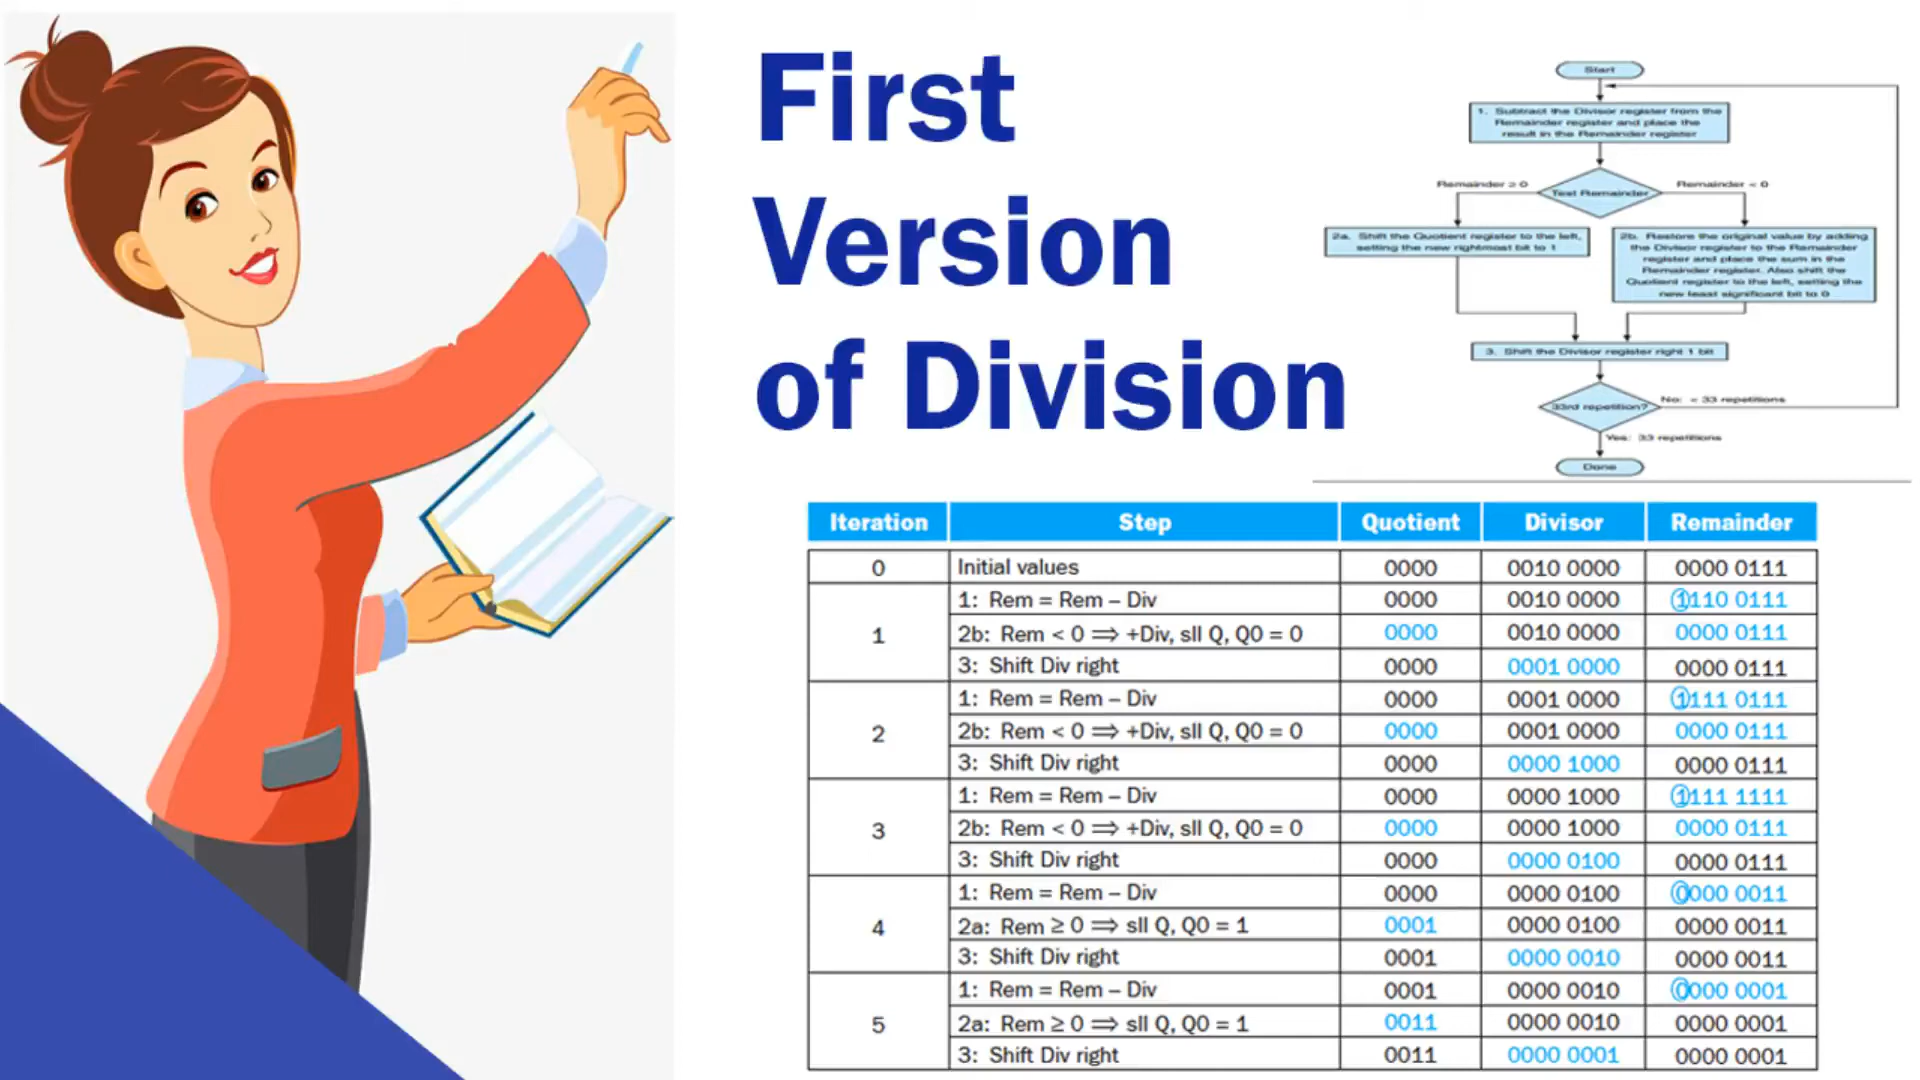 First
Version
of Division
Start
1. Subtract the Divisor register from the
Remainder register and place the
result in the Remainder register
Remainder ≥ 0
Test Remainder
Remainder < 0
2a. Shift the Quotient register to the left,
setting the new rightmost bit to 1
2b. Restore the original value by adding
the Divisor register to the Remainder
register and place the sum in the
Remainder register. Also shift the
Quotient register to the left, setting the
new least significant bit to 0
3. Shift the Divisor register right 1 bit
33rd repetition?
No: < 33 repetitions
Yes: 33 repetitions
Done
Iteration Step Quotient Divisor Remainder
0 Initial values 0000 0010 0000 0000 0111
1: Rem = Rem – Div 0000 0010 0000 1110 0111
1 2b: Rem < 0 ⟹ +Div, sll Q, Q0 = 0 0000 0010 0000 0000 0111
3: Shift Div right 0000 0001 0000 0000 0111
1: Rem = Rem – Div 0000 0001 0000 1111 0111
2 2b: Rem < 0 ⟹ +Div, sll Q, Q0 = 0 0000 0001 0000 0000 0111
3: Shift Div right 0000 0000 1000 0000 0111
1: Rem = Rem – Div 0000 0000 1000 1111 1111
3 2b: Rem < 0 ⟹ +Div, sll Q, Q0 = 0 0000 0000 1000 0000 0111
3: Shift Div right 0000 0000 0100 0000 0111
1: Rem = Rem – Div 0000 0000 0100 0000 0011
4 2a: Rem ≥ 0 ⟹ sll Q, Q0 = 1 0001 0000 0100 0000 0011
3: Shift Div right 0001 0000 0010 0000 0011
1: Rem = Rem – Div 0001 0000 0010 0000 0001
5 2a: Rem ≥ 0 ⟹ sll Q, Q0 = 1 0011 0000 0010 0000 0001
3: Shift Div right 0011 0000 0001 0000 0001